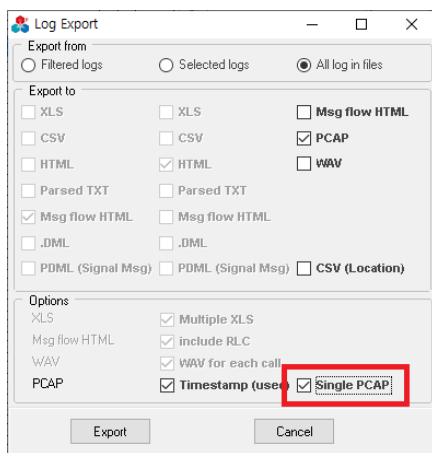 Log Export
Export from
Filtered logs Selected logs All log in files
Export to
XLS XLS Msg flow HTML
CSV CSV PCAP
HTML HTML WAV
Parsed TXT Parsed TXT
Msg flow HTML Msg flow HTML
.DML .DML
PDML (Signal Msg) PDML (Signal Msg) CSV (Location)
Options
XLS Multiple XLS
Msg flow HTML include RLC
WAV WAV for each call
PCAP Timestamp (used) Single PCAP
Export Cancel